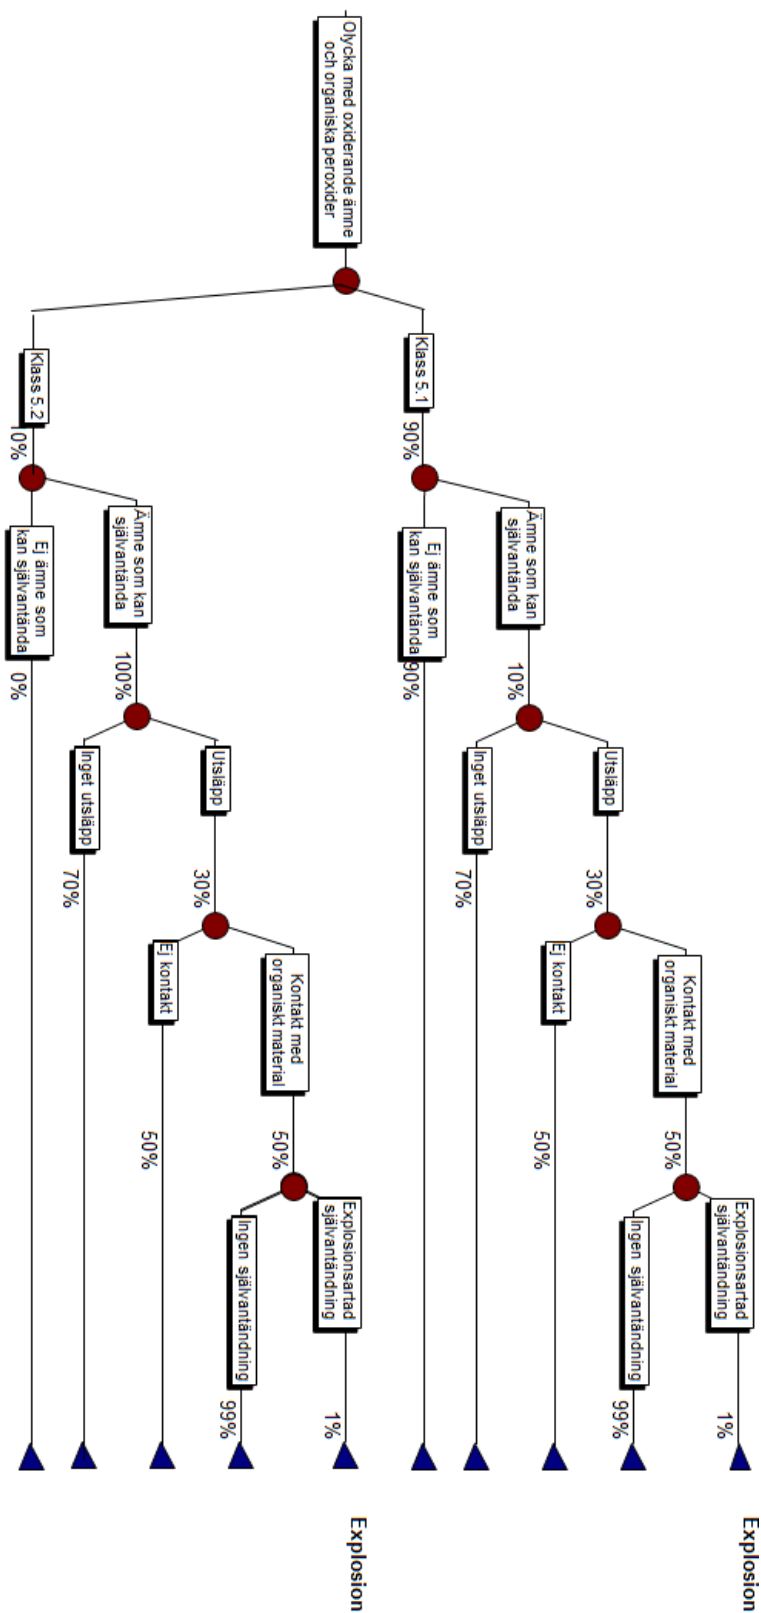 Olycka med oxiderande ämne
och organiska peroxider
Klass 5.1
90%
Ämne som kan
självantända
10%
Utsläpp
30%
Kontakt med
organiskt material
50%
Explosionsartad
självantändning
1%
Explosion
Ingen självantändning
99%
Ej kontakt
50%
Inget utsläpp
70%
Ej ämne som
kan självantända
90%
Klass 5.2
10%
Ämne som kan
självantända
100%
Utsläpp
30%
Kontakt med
organiskt material
50%
Explosionsartad
självantändning
1%
Explosion
Ingen självantändning
99%
Ej kontakt
50%
Inget utsläpp
70%
Ej ämne som
kan självantända
0%